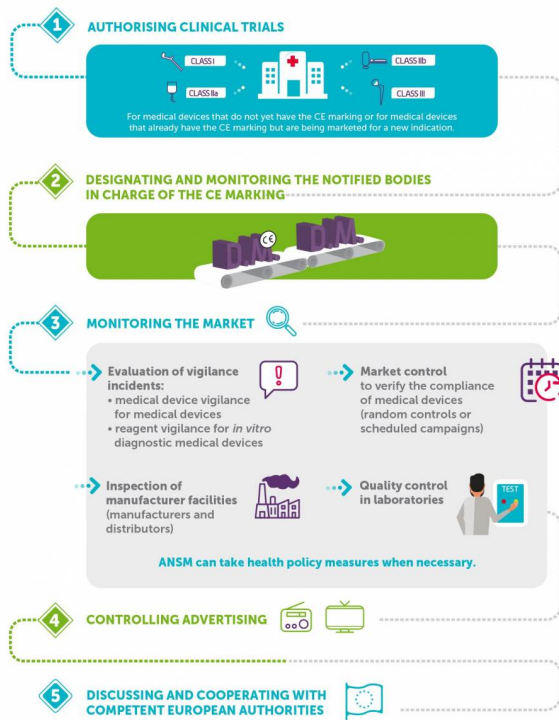 1
AUTHORISING CLINICAL TRIALS
CLASS I
CLASS IIb
CLASS IIa
CLASS III
For medical devices that do not yet have the CE marking or for medical devices
that already have the CE marking but are being marketed for a new indication.
2
DESIGNATING AND MONITORING THE NOTIFIED BODIES
IN CHARGE OF THE CE MARKING
D.M. CE
D.M.
3
MONITORING THE MARKET
Evaluation of vigilance
incidents:
• medical device vigilance
for medical devices
• reagent vigilance for in vitro
diagnostic medical devices
Market control
to verify the compliance
of medical devices
(random controls or
scheduled campaigns)
Inspection of
manufacturer facilities
(manufacturers and
distributors)
Quality control
in laboratories
TEST
ANSM can take health policy measures when necessary.
4
CONTROLLING ADVERTISING
5
DISCUSSING AND COOPERATING WITH
COMPETENT EUROPEAN AUTHORITIES